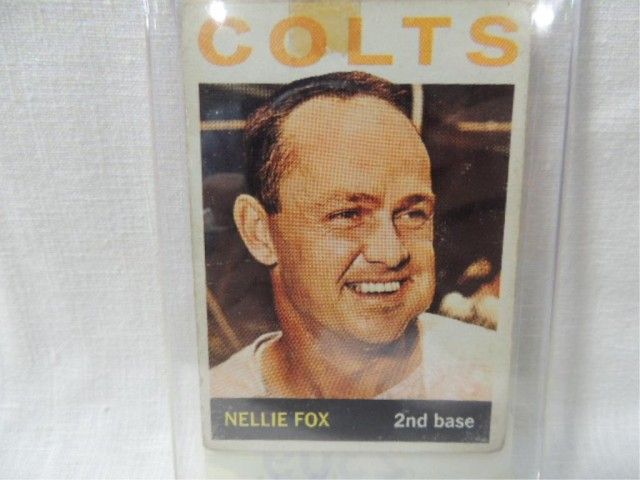 COLTS
NELLIE FOX 2nd base